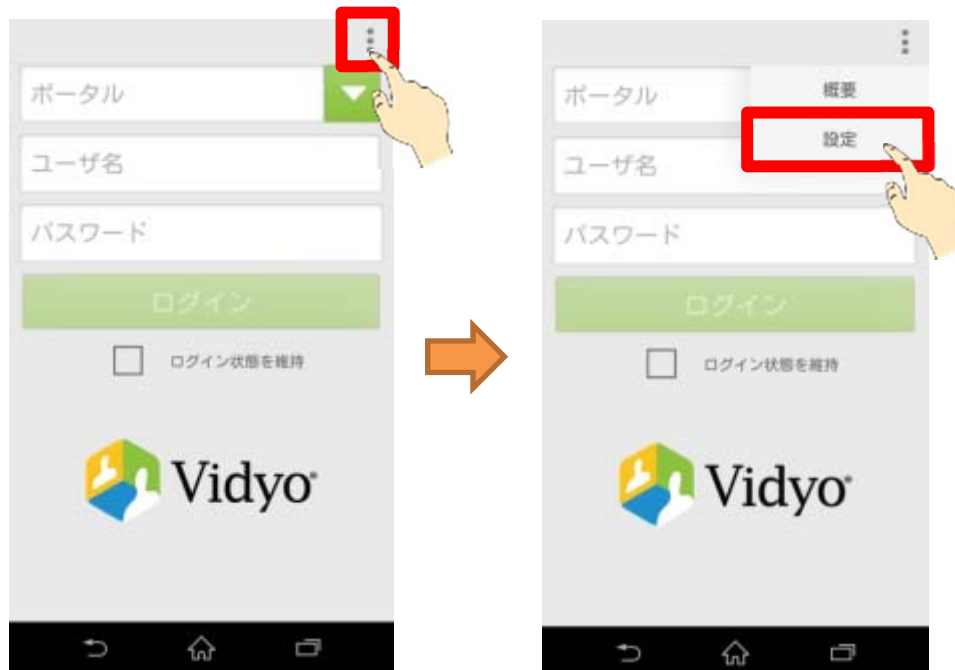 ポータル
ユーザ名
パスワード
ログイン
ログイン状態を維持
Vidyo®
ポータル
概要
設定
ユーザ名
パスワード
ログイン
ログイン状態を維持
Vidyo®